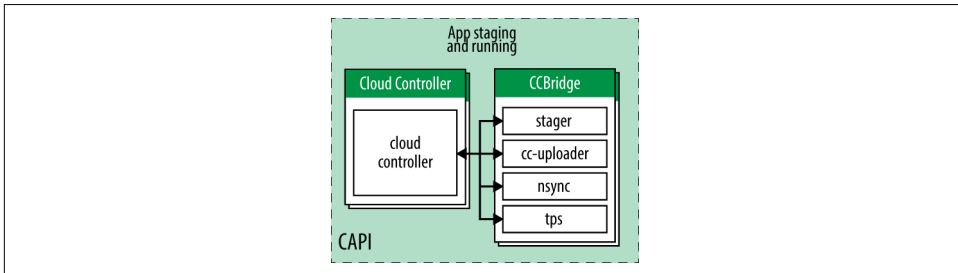 App staging
and running
Cloud Controller
cloud
controller
CCBridge
stager
cc-uploader
nsync
tps
CAPI